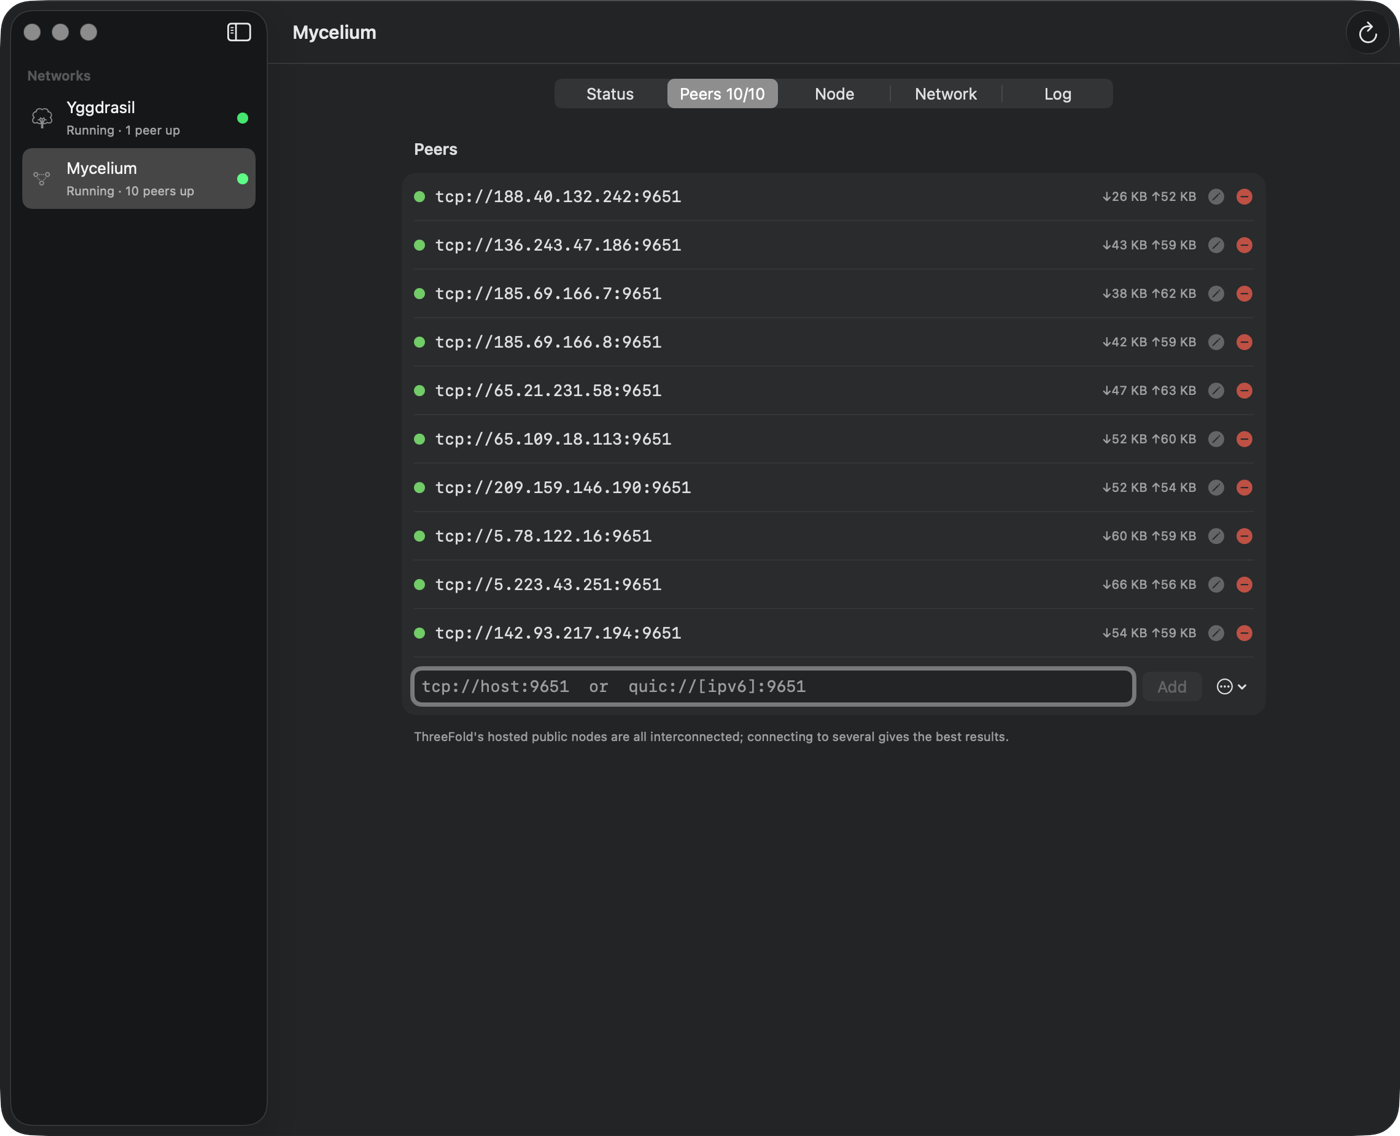 Mycelium
Networks
Yggdrasil
Running · 1 peer up
Mycelium
Running · 10 peers up
Status
Peers 10/10
Node
Network
Log
Peers
tcp://188.40.132.242:9651 ↓26 KB ↑52 KB
tcp://136.243.47.186:9651 ↓43 KB ↑59 KB
tcp://185.69.166.7:9651 ↓38 KB ↑62 KB
tcp://185.69.166.8:9651 ↓42 KB ↑59 KB
tcp://65.21.231.58:9651 ↓47 KB ↑63 KB
tcp://65.109.18.113:9651 ↓52 KB ↑60 KB
tcp://209.159.146.190:9651 ↓52 KB ↑54 KB
tcp://5.78.122.16:9651 ↓60 KB ↑59 KB
tcp://5.223.43.251:9651 ↓66 KB ↑56 KB
tcp://142.93.217.194:9651 ↓54 KB ↑59 KB
tcp://host:9651 or quic://[ipv6]:9651 Add
ThreeFold's hosted public nodes are all interconnected; connecting to several gives the best results.